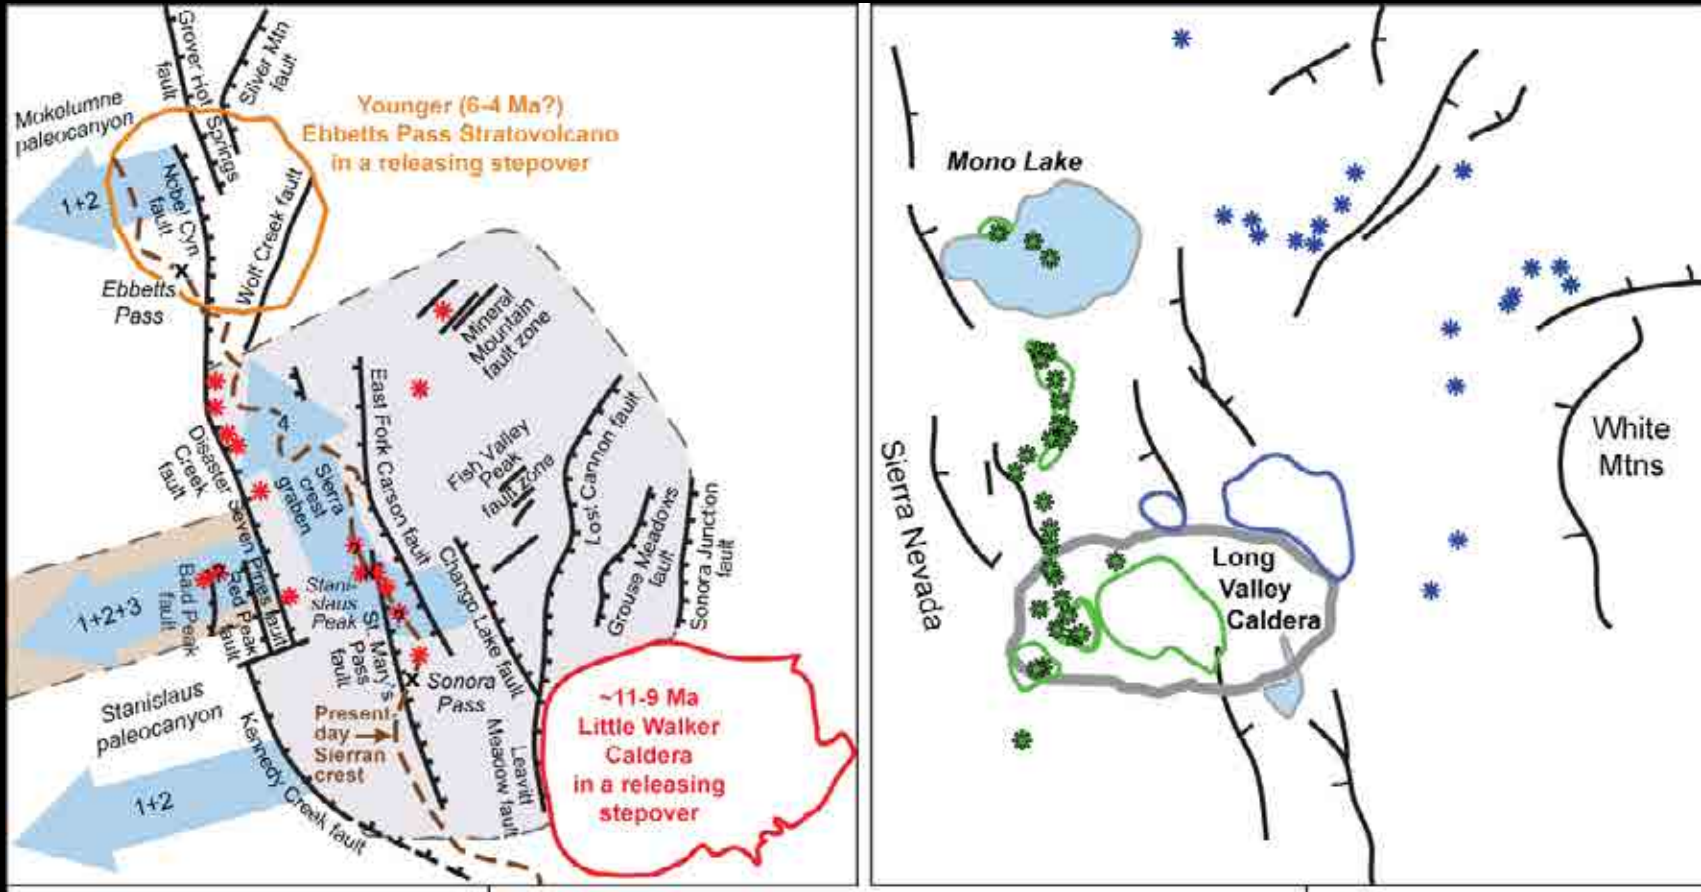 Grover Hot Springs
fault
Silver Mtn
fault
Mokelumne
paleocanyon
Younger (6-4 Ma?)
Ebbetts Pass Stratovolcano
in a releasing stepover
1+2
Nobel Cyn
fault
Wolf Creek fault
Ebbetts
Pass
Mineral
Mountain
fault zone
East Fork Carson fault
4
Sierra
crest
graben
Fish Valley
Peak
fault zone
Lost Cannon fault
Disaster
Creek
fault
Seven Pines fault
Grouse Meadows
fault
Sonora Junction
fault
Chango Lake fault
Stani-
slaus
Peak
1+2+3
Bald Peak
fault
Red Peak
fault
St. Mary's
Pass
fault
Sonora
Pass
Stanislaus
paleocanyon
Present
day
Sierran
crest
Kennedy Creek fault
Leavitt
Meadow fault
1+2
~11-9 Ma
Little Walker
Caldera
in a releasing
stepover
Mono Lake
Sierra Nevada
White
Mtns
Long
Valley
Caldera